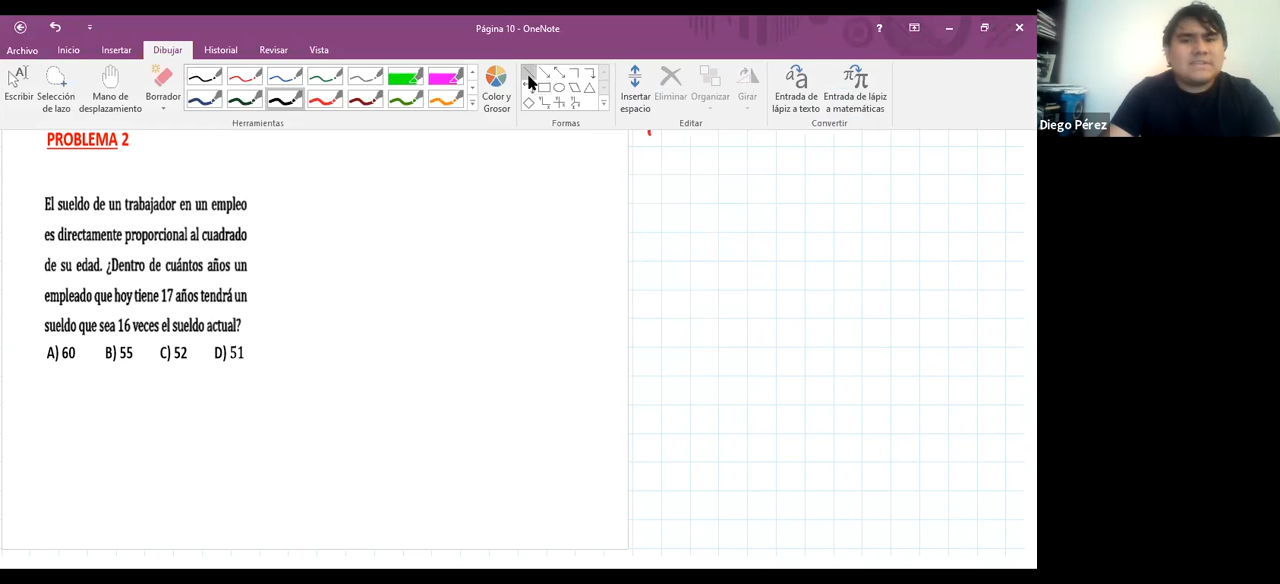 Página 10 - OneNote
?
Archivo Inicio Insertar Dibujar Historial Revisar Vista
Escribir Selección de lazo Mano de desplazamiento Borrador Color y Grosor Insertar espacio Eliminar Organizar Girar Entrada de lápiz a texto Entrada de lápiz a matemáticas
Herramientas Formas Editar Convertir
Diego Pérez
PROBLEMA 2
El sueldo de un trabajador en un empleo
es directamente proporcional al cuadrado
de su edad. ¿Dentro de cuántos años un
empleado que hoy tiene 17 años tendrá un
sueldo que sea 16 veces el sueldo actual?
A) 60 B) 55 C) 52 D) 51